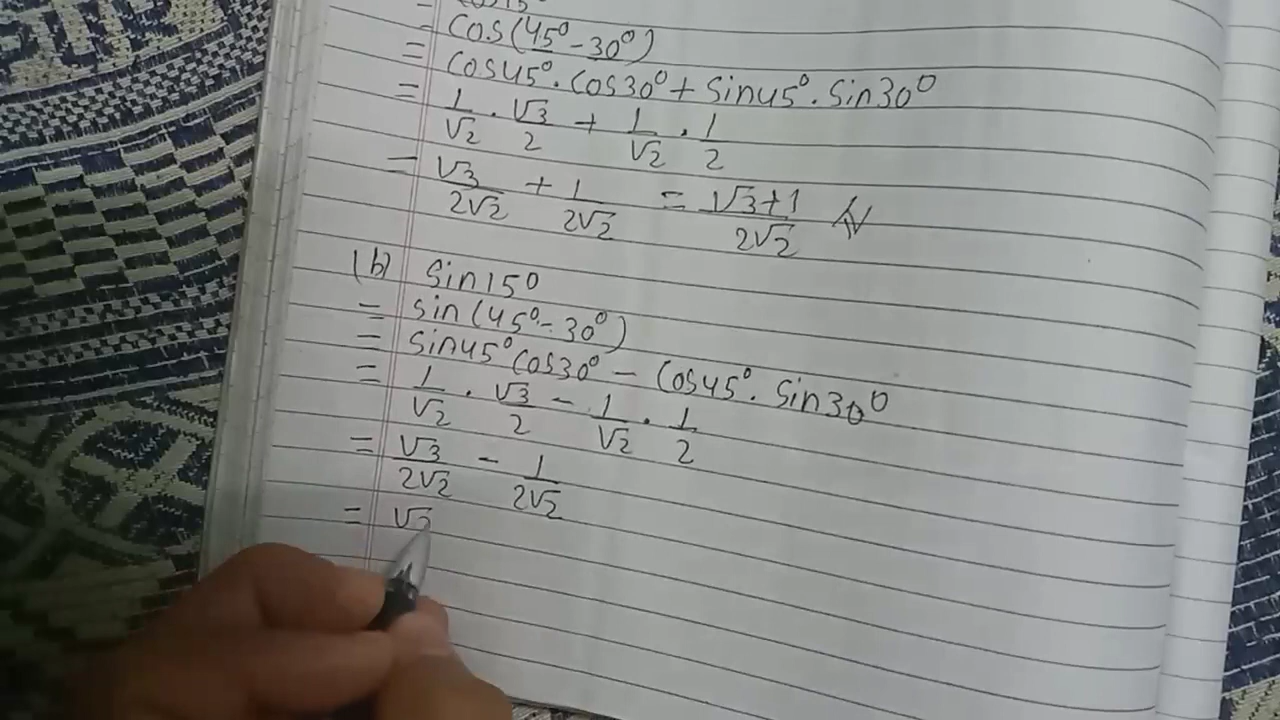 = Cos(45°-30°)
= Cos45°.Cos30° + Sin45°.Sin30°
= 1/√2 . √3/2 + 1/√2 . 1/2
= √3/2√2 + 1/2√2 = √3+1/2√2
(b) Sin15°
= Sin(45°-30°)
= Sin45°Cos30° - Cos45°.Sin30°
= 1/√2 . √3/2 - 1/√2 . 1/2
= √3/2√2 - 1/2√2
= √3